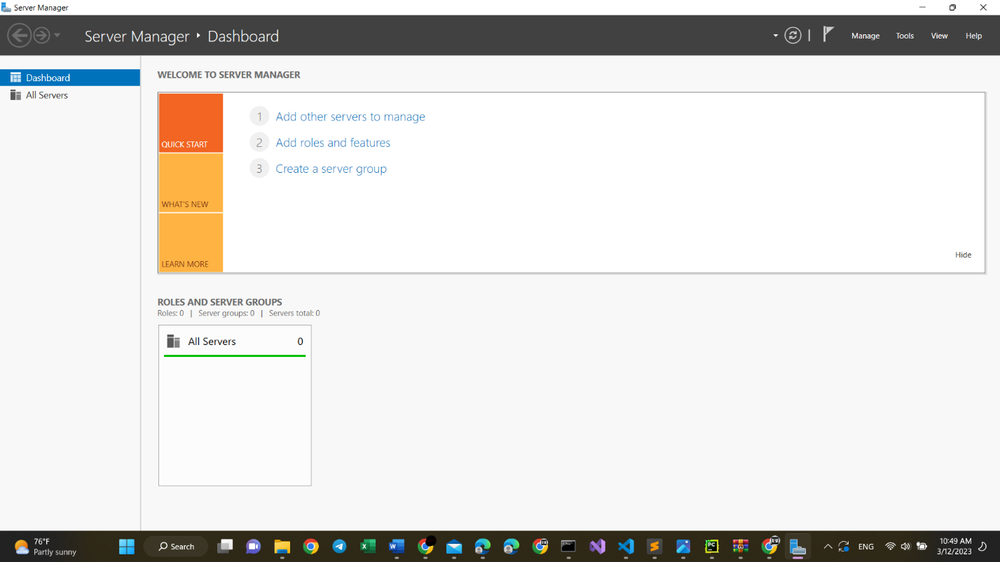 Server Manager
Server Manager ‣ Dashboard
Manage Tools View Help
Dashboard
All Servers
WELCOME TO SERVER MANAGER
QUICK START
WHAT'S NEW
LEARN MORE
1 Add other servers to manage
2 Add roles and features
3 Create a server group
Hide
ROLES AND SERVER GROUPS
Roles: 0 | Server groups: 0 | Servers total: 0
All Servers 0
76°F
Partly sunny
Search
ENG
10:49 AM
3/12/2023